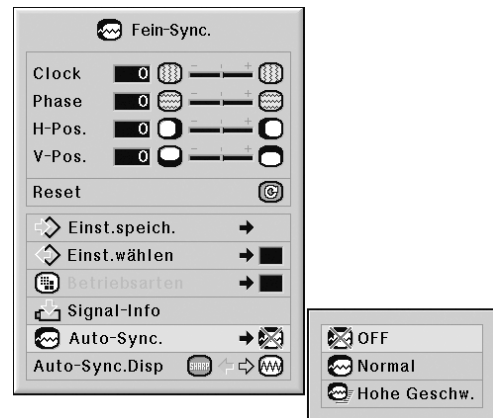 Fein-Sync.
Clock 0 - +
Phase 0 - +
H-Pos. 0 - +
V-Pos. 0 - +
Reset
Einst.speich.
Einst.wählen
Betriebsarten
Signal-Info
Auto-Sync.
Auto-Sync.Disp SHARP
OFF
Normal
Hohe Geschw.